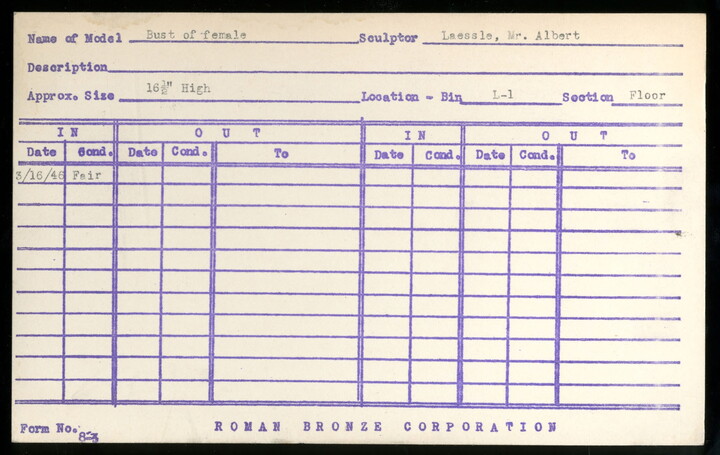 Name of Model Bust of female Sculptor Laessle, Mr. Albert
Description
Approx. Size 16½" High Location - Bin L-1 Section Floor
IN OUT IN OUT
Date Cond. Date Cond. To Date Cond. Date Cond. To
3/16/46 Fair
Form No. 8-3 ROMAN BRONZE CORPORATION